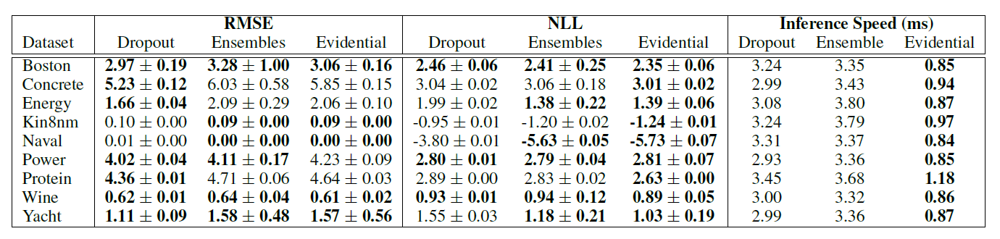 RMSE NLL Inference Speed (ms)
Dataset Dropout Ensembles Evidential Dropout Ensembles Evidential Dropout Ensemble Evidential
Boston 2.97 ± 0.19 3.28 ± 1.00 3.06 ± 0.16 2.46 ± 0.06 2.41 ± 0.25 2.35 ± 0.06 3.24 3.35 0.85
Concrete 5.23 ± 0.12 6.03 ± 0.58 5.85 ± 0.15 3.04 ± 0.02 3.06 ± 0.18 3.01 ± 0.02 2.99 3.43 0.94
Energy 1.66 ± 0.04 2.09 ± 0.29 2.06 ± 0.10 1.99 ± 0.02 1.38 ± 0.22 1.39 ± 0.06 3.08 3.80 0.87
Kin8nm 0.10 ± 0.00 0.09 ± 0.00 0.09 ± 0.00 -0.95 ± 0.01 -1.20 ± 0.02 -1.24 ± 0.01 3.24 3.79 0.97
Naval 0.01 ± 0.00 0.00 ± 0.00 0.00 ± 0.00 -3.80 ± 0.01 -5.63 ± 0.05 -5.73 ± 0.07 3.31 3.37 0.84
Power 4.02 ± 0.04 4.11 ± 0.17 4.23 ± 0.09 2.80 ± 0.01 2.79 ± 0.04 2.81 ± 0.07 2.93 3.36 0.85
Protein 4.36 ± 0.01 4.71 ± 0.06 4.64 ± 0.03 2.89 ± 0.00 2.83 ± 0.02 2.63 ± 0.00 3.45 3.68 1.18
Wine 0.62 ± 0.01 0.64 ± 0.04 0.61 ± 0.02 0.93 ± 0.01 0.94 ± 0.12 0.89 ± 0.05 3.00 3.32 0.86
Yacht 1.11 ± 0.09 1.58 ± 0.48 1.57 ± 0.56 1.55 ± 0.03 1.18 ± 0.21 1.03 ± 0.19 2.99 3.36 0.87